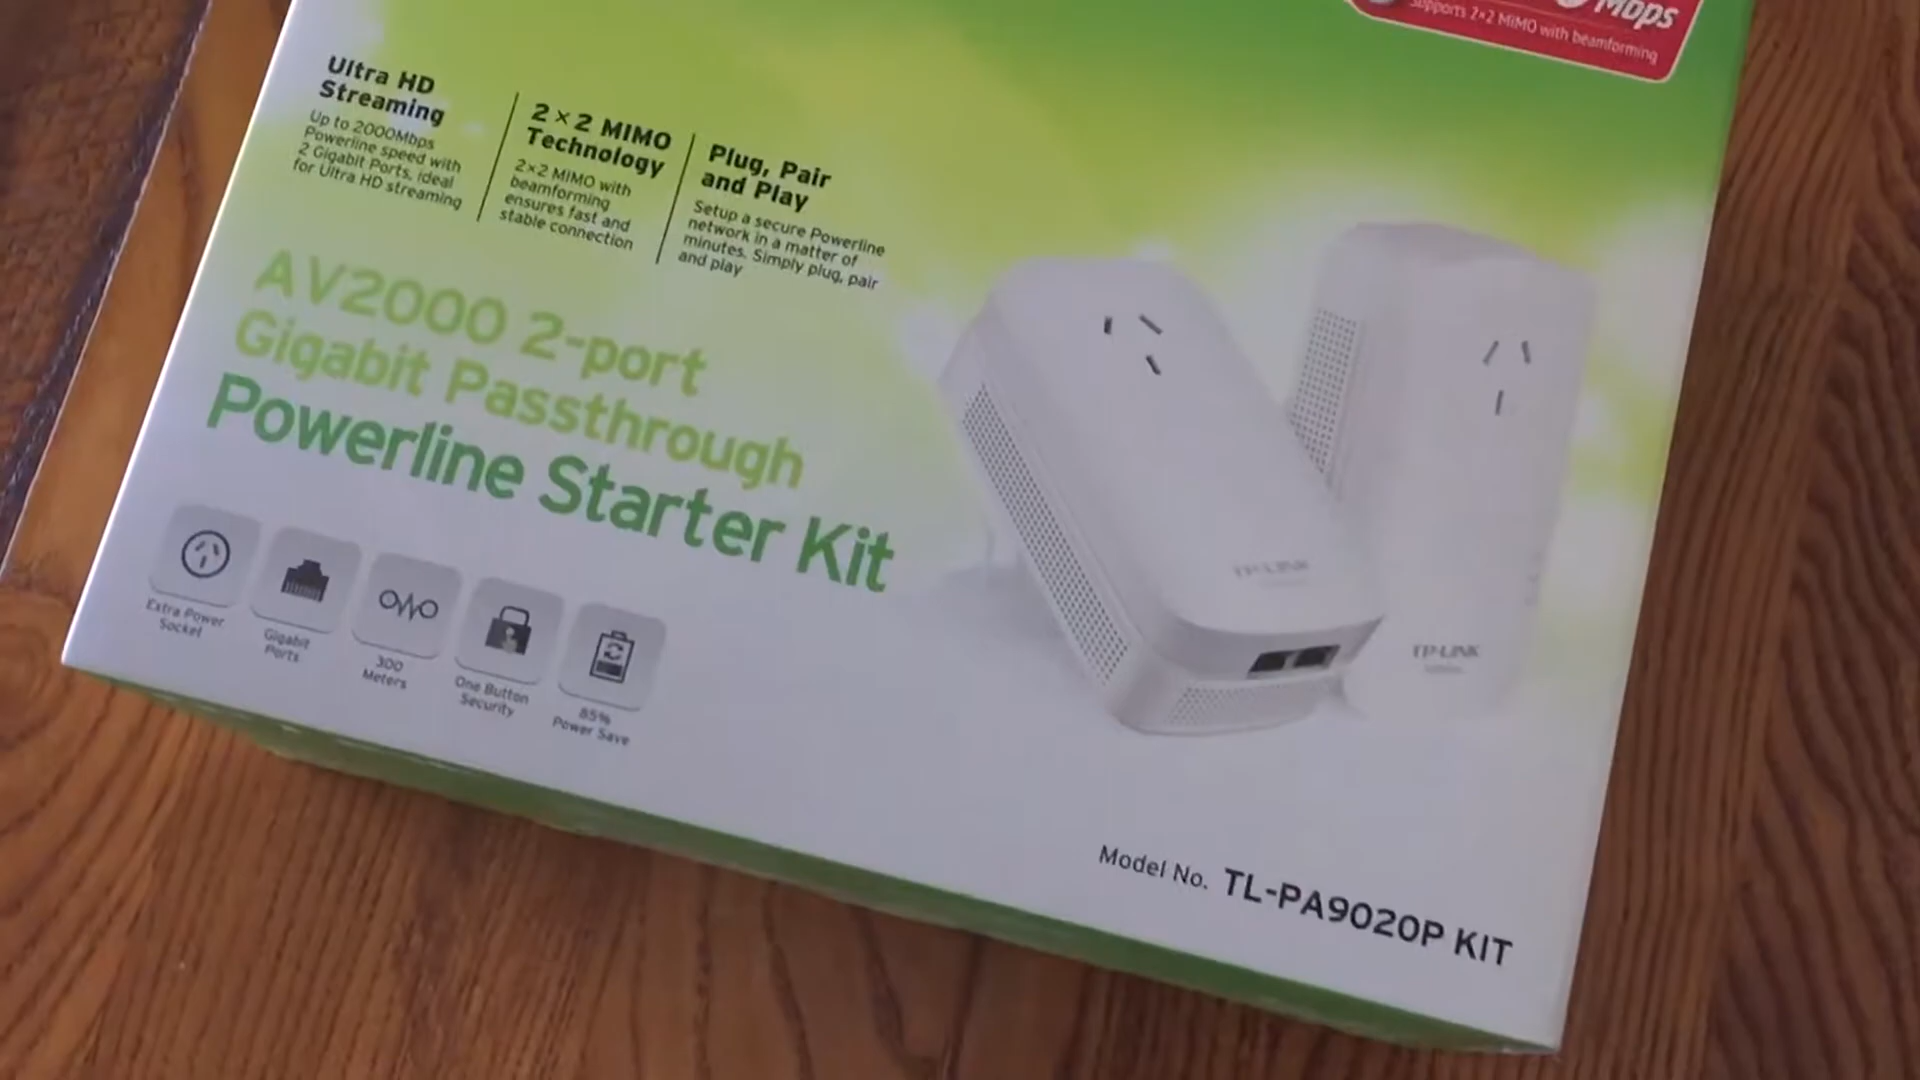 Mbps
Supports 2×2 MIMO with beamforming
Ultra HD
Streaming
Up to 2000Mbps
Powerline speed with
2 Gigabit Ports, ideal
for Ultra HD streaming
2×2 MIMO
Technology
2×2 MIMO with
beamforming
ensures fast and
stable connection
Plug, Pair
and Play
Setup a secure Powerline
network in a matter of
minutes. Simply plug, pair
and play
AV2000 2-port
Gigabit Passthrough
Powerline Starter Kit
Extra Power
Socket
Gigabit
Ports
300
Meters
One Button
Security
85%
Power Save
TP-LINK
TP-LINK
Model No. TL-PA9020P KIT